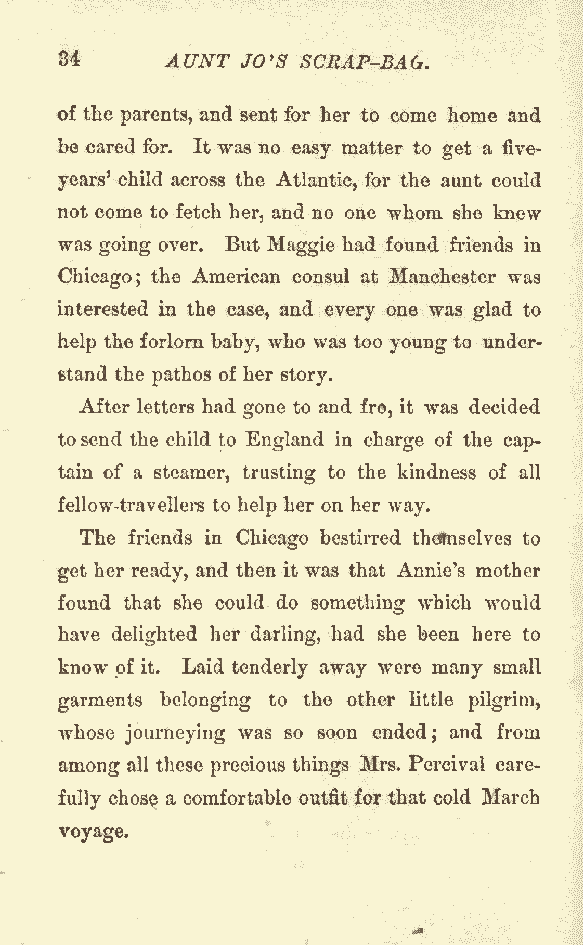 34 AUNT JO'S SCRAP-BAG.
of the parents, and sent for her to come home and
be cared for. It was no easy matter to get a five-
years' child across the Atlantic, for the aunt could
not come to fetch her, and no one whom she knew
was going over. But Maggie had found friends in
Chicago; the American consul at Manchester was
interested in the case, and every one was glad to
help the forlorn baby, who was too young to under-
stand the pathos of her story.
After letters had gone to and fro, it was decided
to send the child to England in charge of the cap-
tain of a steamer, trusting to the kindness of all
fellow-travellers to help her on her way.
The friends in Chicago bestirred themselves to
get her ready, and then it was that Annie's mother
found that she could do something which would
have delighted her darling, had she been here to
know of it. Laid tenderly away were many small
garments belonging to the other little pilgrim,
whose journeying was so soon ended; and from
among all these precious things Mrs. Percival care-
fully chose a comfortable outfit for that cold March
voyage.